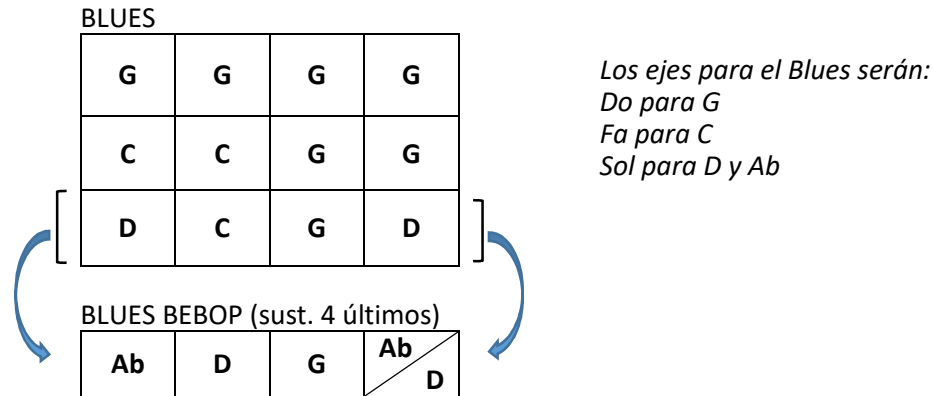 BLUES
G G G G
C C G G
D C G D
Los ejes para el Blues serán:
Do para G
Fa para C
Sol para D y Ab
BLUES BEBOP (sust. 4 últimos)
Ab D G Ab D